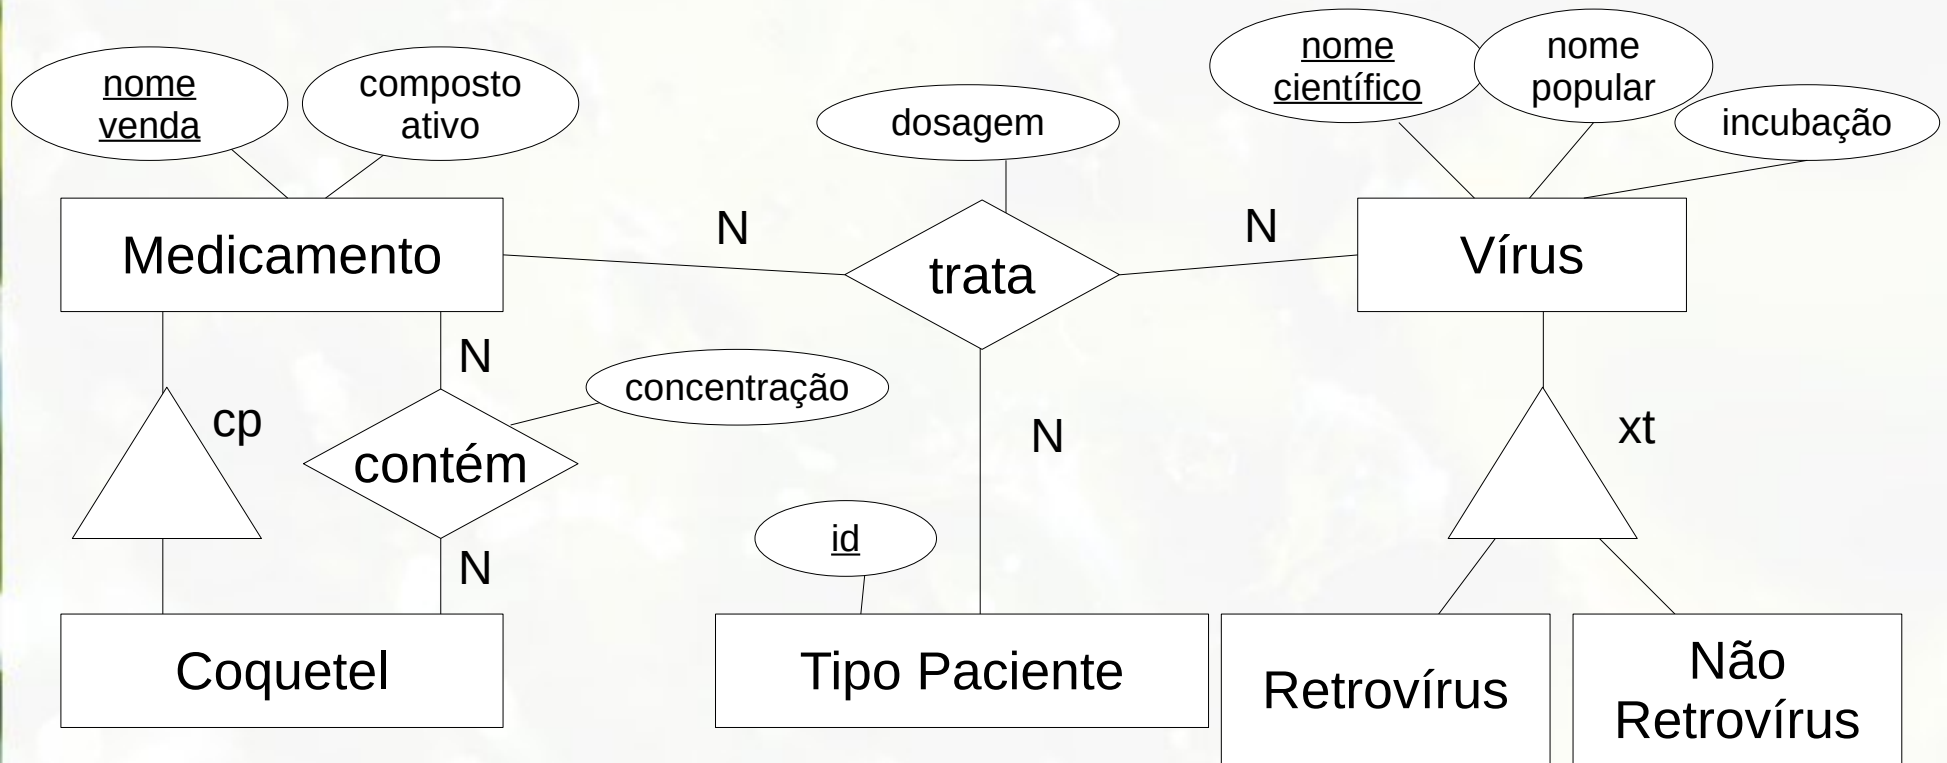 nome
venda
composto
ativo
dosagem
nome
científico
nome
popular
incubação
Medicamento
N
trata
N
Vírus
N
concentração
cp
contém
N
xt
id
N
Coquetel
Tipo Paciente
Retrovírus
Não
Retrovírus